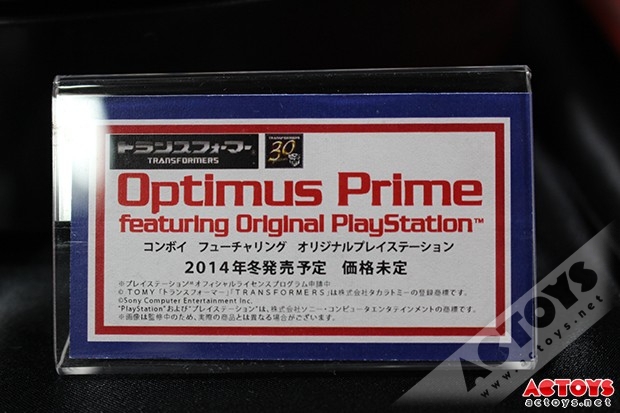 トランスフォーマー
TRANSFORMERS
TRANSFORMERS
30
Optimus Prime
featuring Original PlayStation™
コンボイ フューチャリング オリジナルプレイステーション
2014年冬発売予定 価格未定
※プレイステーション®オフィシャルライセンスプログラム申請中
© TOMY「トランスフォーマー」「TRANSFORMERS」は株式会社タカラトミーの登録商標です。
©Sony Computer Entertainment Inc.
"PlayStation"および"プレイステーション"は、株式会社ソニー・コンピュータエンタテインメントの商標です。
※画像は監修中のため、実際の商品とは異なる場合がございます。
ACTOYS
www.actoys.net
ACTOYS
actoys.net